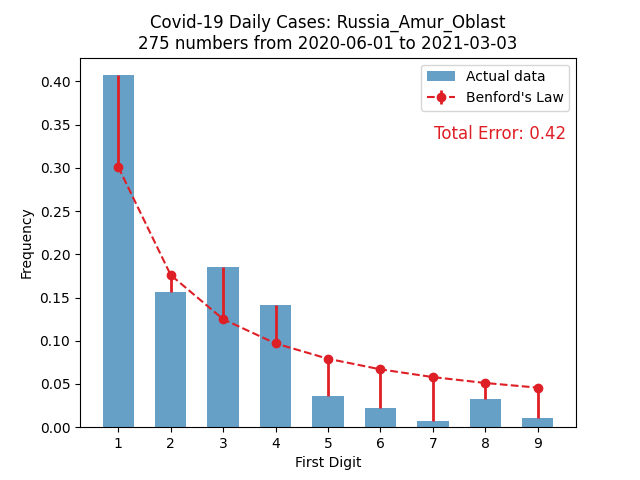 Covid-19 Daily Cases: Russia_Amur_Oblast
275 numbers from 2020-06-01 to 2021-03-03
Actual data
Benford's Law
Total Error: 0.42
0.40
0.35
0.30
0.25
0.20
0.15
0.10
0.05
0.00
Frequency
1 2 3 4 5 6 7 8 9
First Digit